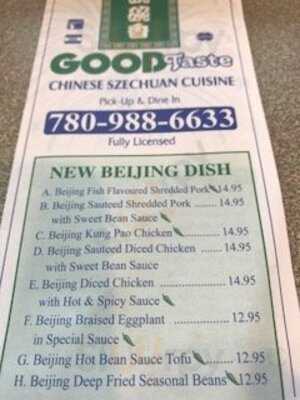 GOOD Taste
CHINESE SZECHUAN CUISINE
Pick-Up & Dine In
780-988-6633
Fully Licensed
NEW BEIJING DISH
A. Beijing Fish Flavoured Shredded Pork 14.95
B. Beijing Sauteed Shredded Pork ........ 14.95
with Sweet Bean Sauce
C. Beijing Kung Pao Chicken ............ 14.95
D. Beijing Sauteed Diced Chicken ...... 14.95
with Sweet Bean Sauce
E. Beijing Diced Chicken .................. 14.95
with Hot & Spicy Sauce
F. Beijing Braised Eggplant ................ 12.95
in Special Sauce
G. Beijing Hot Bean Sauce Tofu ......... 12.95
H. Beijing Deep Fried Seasonal Beans 12.95